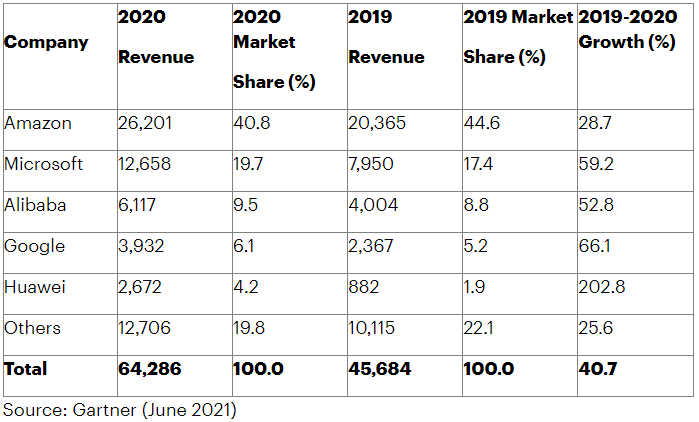 Company 2020 Revenue 2020 Market Share (%) 2019 Revenue 2019 Market Share (%) 2019-2020 Growth (%)
Amazon 26,201 40.8 20,365 44.6 28.7
Microsoft 12,658 19.7 7,950 17.4 59.2
Alibaba 6,117 9.5 4,004 8.8 52.8
Google 3,932 6.1 2,367 5.2 66.1
Huawei 2,672 4.2 882 1.9 202.8
Others 12,706 19.8 10,115 22.1 25.6
Total 64,286 100.0 45,684 100.0 40.7
Source: Gartner (June 2021)